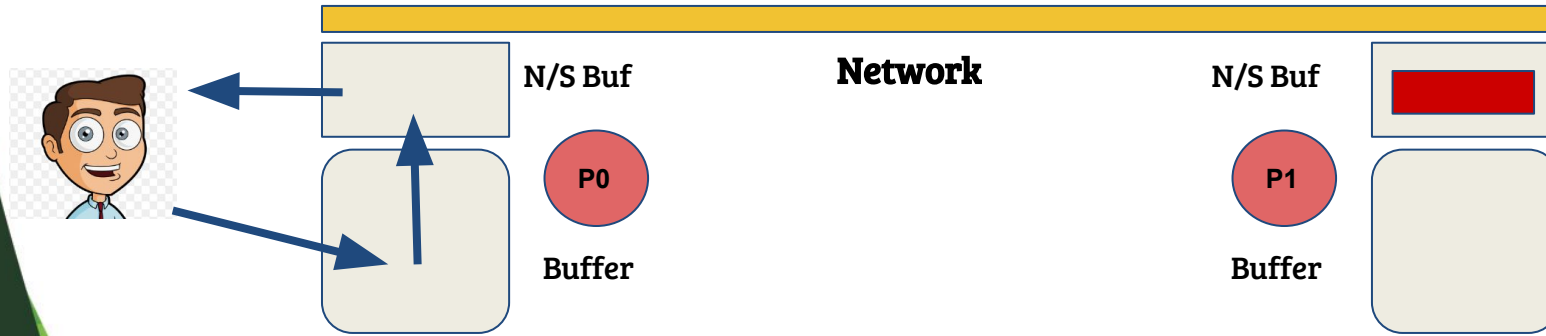 N/S Buf
Network
N/S Buf
P0
P1
Buffer
Buffer